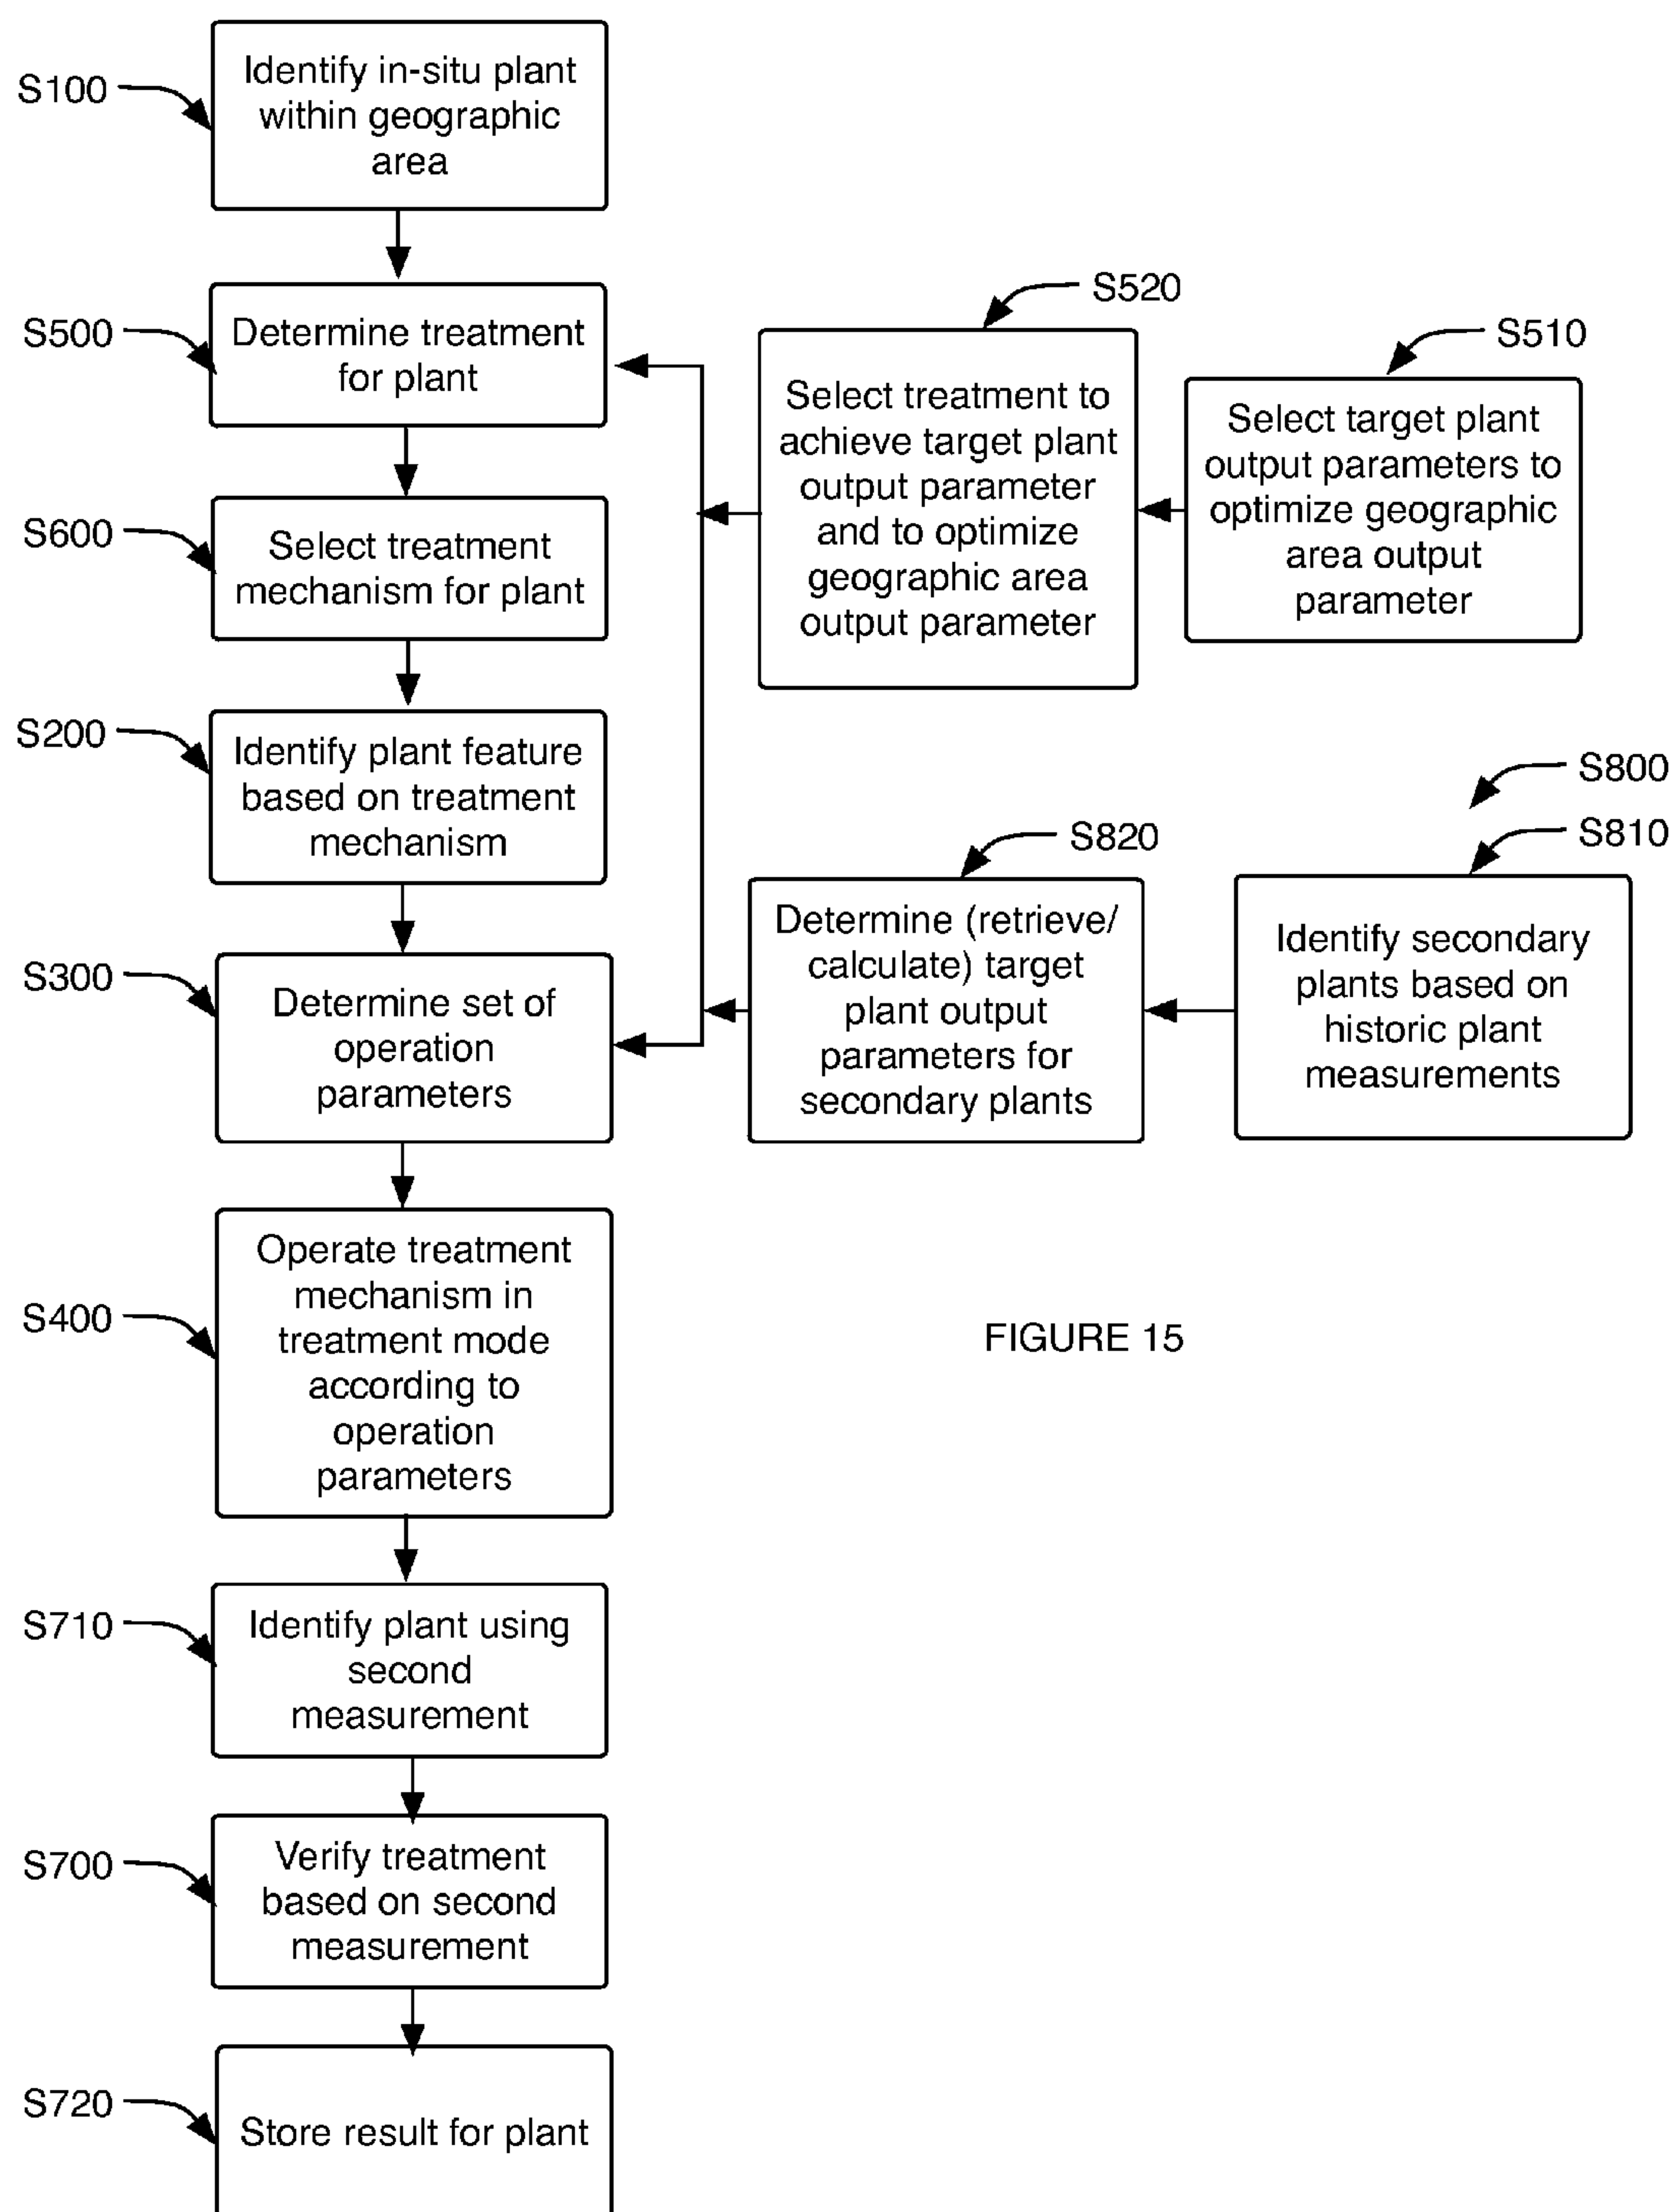 S100
Identify in-situ plant
within geographic
area
S500
Determine treatment
for plant
S520
Select treatment to
achieve target plant
output parameter
and to optimize
geographic area
output parameter
S510
Select target plant
output parameters to
optimize geographic
area output
parameter
S600
Select treatment
mechanism for plant
S200
Identify plant feature
based on treatment
mechanism
S800
S810
Identify secondary
plants based on
historic plant
measurements
S820
Determine (retrieve/
calculate) target
plant output
parameters for
secondary plants
S300
Determine set of
operation
parameters
S400
Operate treatment
mechanism in
treatment mode
according to
operation
parameters
FIGURE 15
S710
Identify plant using
second
measurement
S700
Verify treatment
based on second
measurement
S720
Store result for plant